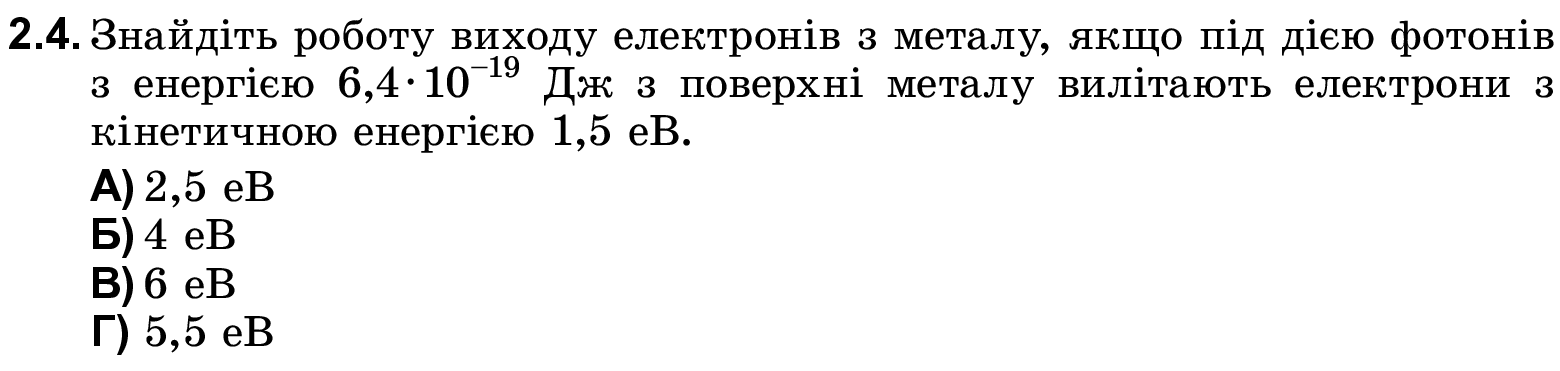 2.4. Знайдіть роботу виходу електронів з металу, якщо під дією фотонів
з енергією 6,4·10⁻¹⁹ Дж з поверхні металу вилітають електрони з
кінетичною енергією 1,5 еВ.
А) 2,5 еВ
Б) 4 еВ
В) 6 еВ
Г) 5,5 еВ